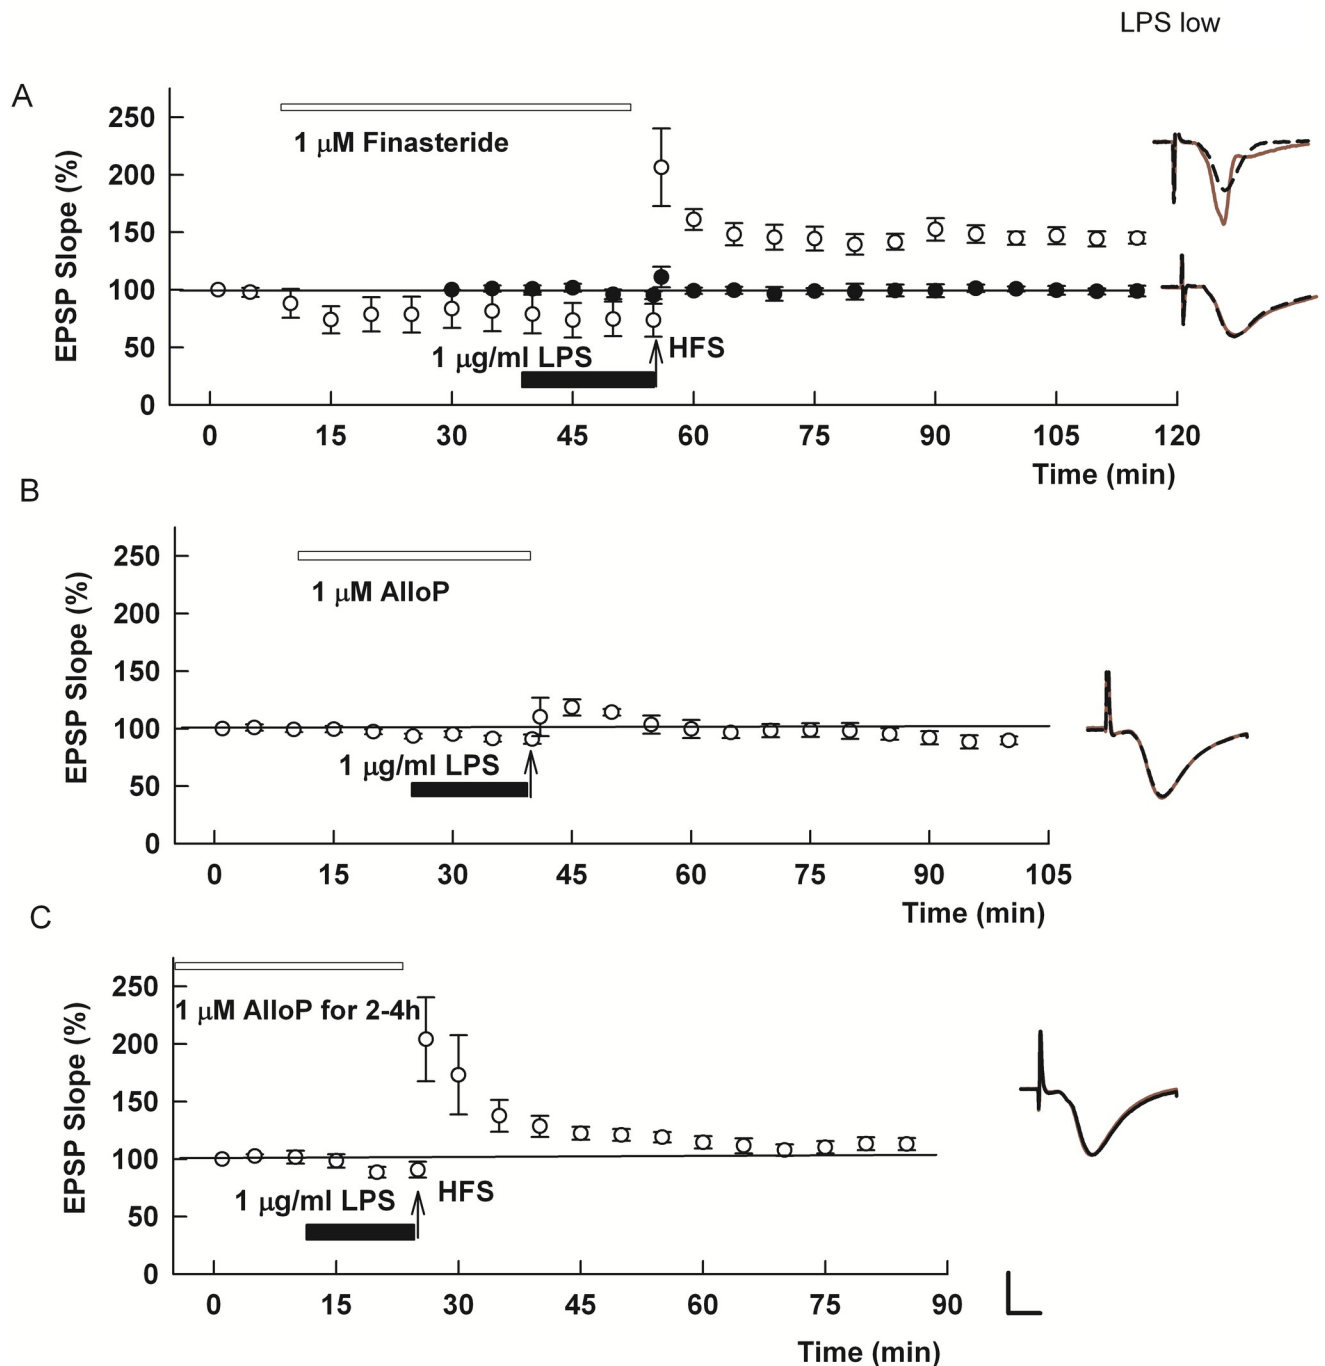 LPS low
A
EPSP Slope (%)
250
200
150
100
50
0
1 μM Finasteride
1 μg/ml LPS
HFS
0 15 30 45 60 75 90 105 120
Time (min)
B
EPSP Slope (%)
250
200
150
100
50
0
1 μM AlloP
1 μg/ml LPS
0 15 30 45 60 75 90 105
Time (min)
C
EPSP Slope (%)
250
200
150
100
50
0
1 μM AlloP for 2-4h
1 μg/ml LPS
HFS
0 15 30 45 60 75 90
Time (min)